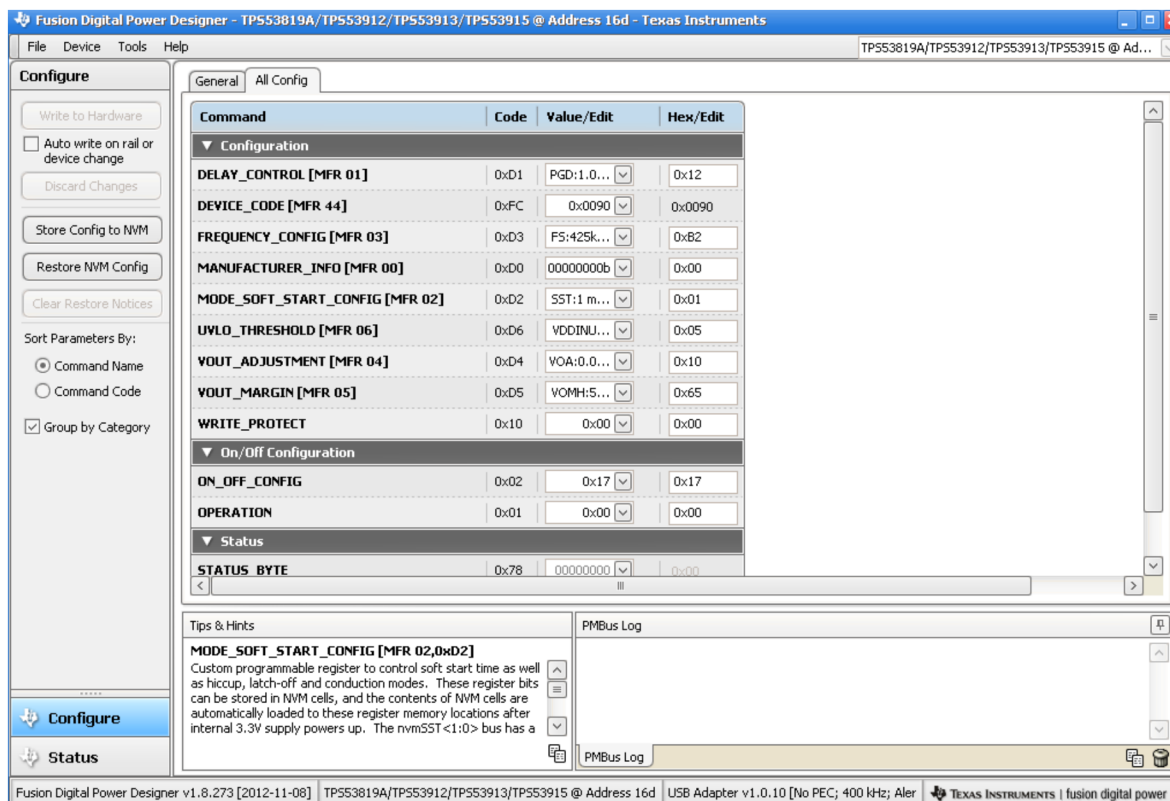 Fusion Digital Power Designer - TPS53819A/TPS53912/TPS53913/TPS53915 @ Address 16d - Texas Instruments
File Device Tools Help
TPS53819A/TPS53912/TPS53913/TPS53915 @ Ad...
Configure
Write to Hardware
Auto write on rail or
device change
Discard Changes
Store Config to NVM
Restore NVM Config
Clear Restore Notices
Sort Parameters By:
Command Name
Command Code
Group by Category
General All Config
Command Code Value/Edit Hex/Edit
Configuration
DELAY_CONTROL [MFR 01] 0xD1 PGD:1.0... 0x12
DEVICE_CODE [MFR 44] 0xFC 0x0090 0x0090
FREQUENCY_CONFIG [MFR 03] 0xD3 FS:425k... 0xB2
MANUFACTURER_INFO [MFR 00] 0xD0 00000000b 0x00
MODE_SOFT_START_CONFIG [MFR 02] 0xD2 SST:1 m... 0x01
UVLO_THRESHOLD [MFR 06] 0xD6 VDDINU... 0x05
VOUT_ADJUSTMENT [MFR 04] 0xD4 VOA:0.0... 0x10
VOUT_MARGIN [MFR 05] 0xD5 VOMH:5... 0x65
WRITE_PROTECT 0x10 0x00 0x00
On/Off Configuration
ON_OFF_CONFIG 0x02 0x17 0x17
OPERATION 0x01 0x00 0x00
Status
STATUS_BYTE 0x78 00000000 0x00
Tips & Hints
MODE_SOFT_START_CONFIG [MFR 02,0xD2]
Custom programmable register to control soft start time as well
as hiccup, latch-off and conduction modes. These register bits
can be stored in NVM cells, and the contents of NVM cells are
automatically loaded to these register memory locations after
internal 3.3V supply powers up. The nvmSST<1:0> bus has a
PMBus Log
PMBus Log
Configure
Status
Fusion Digital Power Designer v1.8.273 [2012-11-08] TPS53819A/TPS53912/TPS53913/TPS53915 @ Address 16d USB Adapter v1.0.10 [No PEC; 400 kHz; Aler TEXAS INSTRUMENTS | fusion digital power